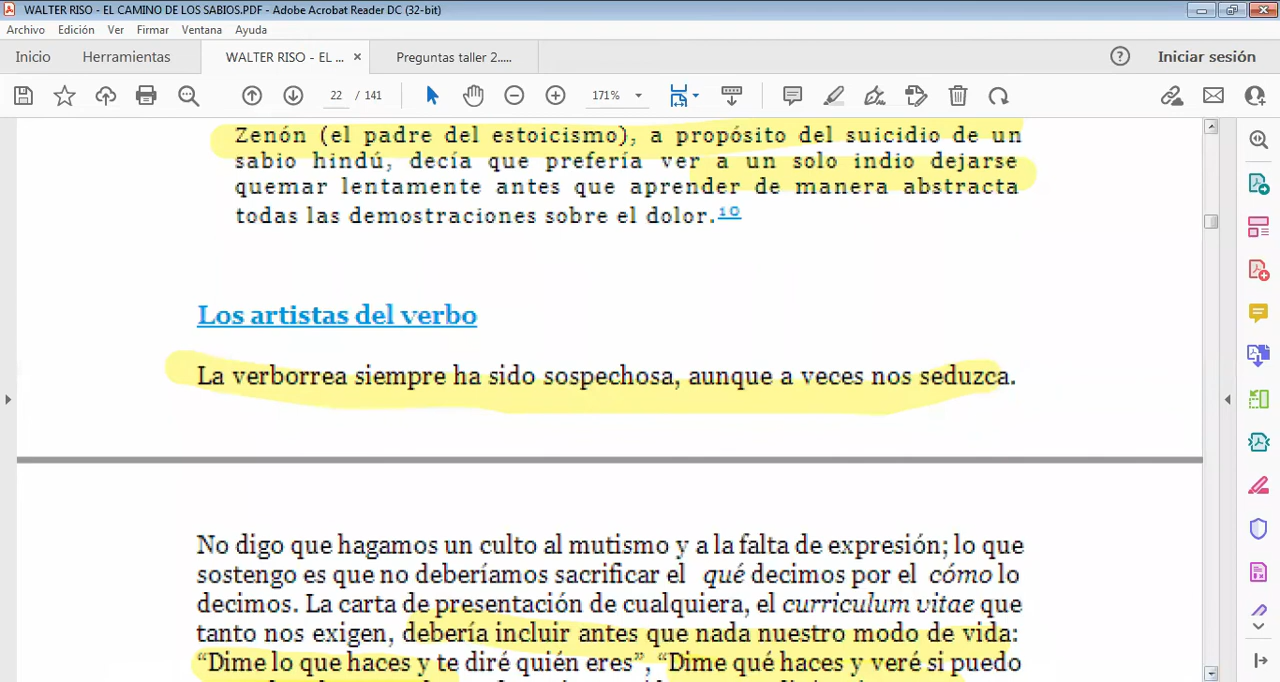 WALTER RISO - EL CAMINO DE LOS SABIOS.PDF - Adobe Acrobat Reader DC (32-bit)
Archivo Edición Ver Firmar Ventana Ayuda
Inicio Herramientas WALTER RISO - EL ... × Preguntas taller 2..... Iniciar sesión
22 / 141 171%
Zenón (el padre del estoicismo), a propósito del suicidio de un
sabio hindú, decía que prefería ver a un solo indio dejarse
quemar lentamente antes que aprender de manera abstracta
todas las demostraciones sobre el dolor.10
Los artistas del verbo
La verborrea siempre ha sido sospechosa, aunque a veces nos seduzca.
No digo que hagamos un culto al mutismo y a la falta de expresión; lo que
sostengo es que no deberíamos sacrificar el qué decimos por el cómo lo
decimos. La carta de presentación de cualquiera, el curriculum vitae que
tanto nos exigen, debería incluir antes que nada nuestro modo de vida:
“Dime lo que haces y te diré quién eres”, “Dime qué haces y veré si puedo